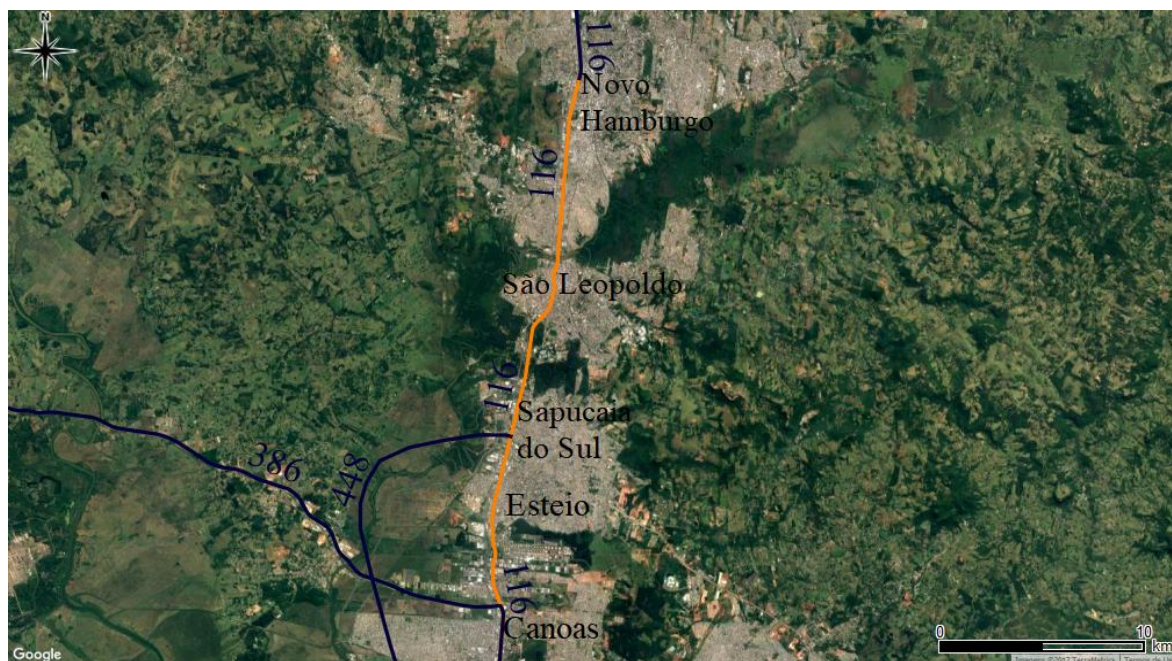 N
116
Novo
Hamburgo
116
São Leopoldo
116
Sapucaia
do Sul
386
448
Esteio
116
Canoas
0
10
km
Google